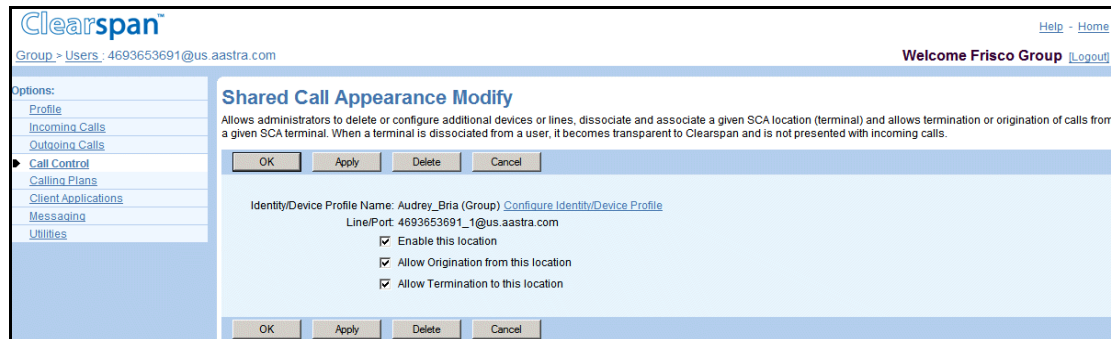 Clearspan™
Help - Home
Group > Users : 4693653691@us.aastra.com
Welcome Frisco Group [Logout]
Options:
Profile
Incoming Calls
Outgoing Calls
Call Control
Calling Plans
Client Applications
Messaging
Utilities
Shared Call Appearance Modify
Allows administrators to delete or configure additional devices or lines, dissociate and associate a given SCA location (terminal) and allows termination or origination of calls from
a given SCA terminal. When a terminal is dissociated from a user, it becomes transparent to Clearspan and is not presented with incoming calls.
OK Apply Delete Cancel
Identity/Device Profile Name: Audrey_Bria (Group) Configure Identity/Device Profile
Line/Port: 4693653691_1@us.aastra.com
Enable this location
Allow Origination from this location
Allow Termination to this location
OK Apply Delete Cancel